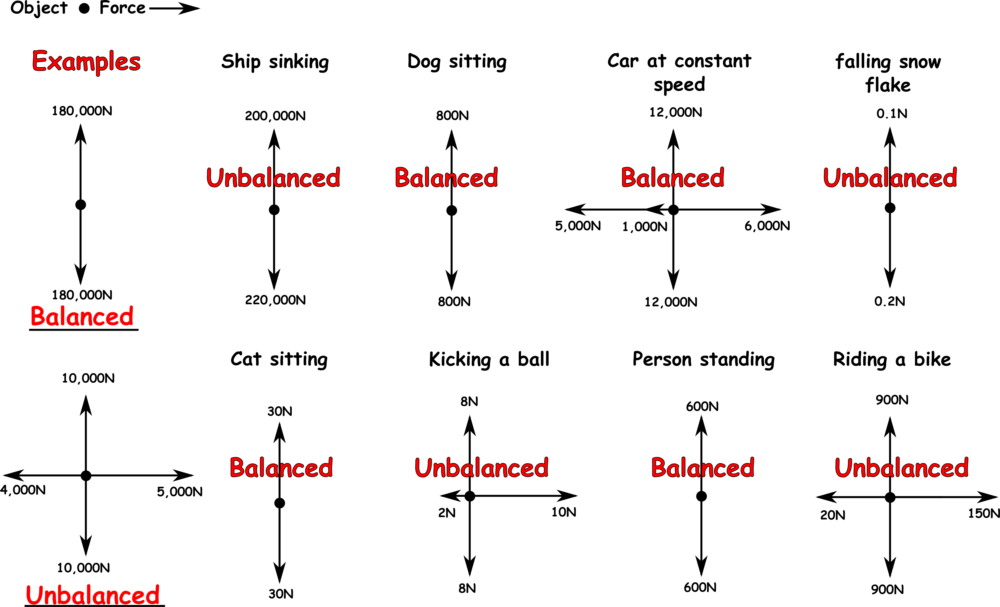 Object Force
Examples
180,000N
180,000N
Balanced
Ship sinking
200,000N
Unbalanced
220,000N
Dog sitting
800N
Balanced
800N
Car at constant
speed
12,000N
Balanced
5,000N 1,000N 6,000N
12,000N
falling snow
flake
0.1N
Unbalanced
0.2N
10,000N
4,000N 5,000N
10,000N
Unbalanced
Cat sitting
30N
Balanced
30N
Kicking a ball
8N
Unbalanced
2N 10N
8N
Person standing
600N
Balanced
600N
Riding a bike
900N
Unbalanced
20N 150N
900N